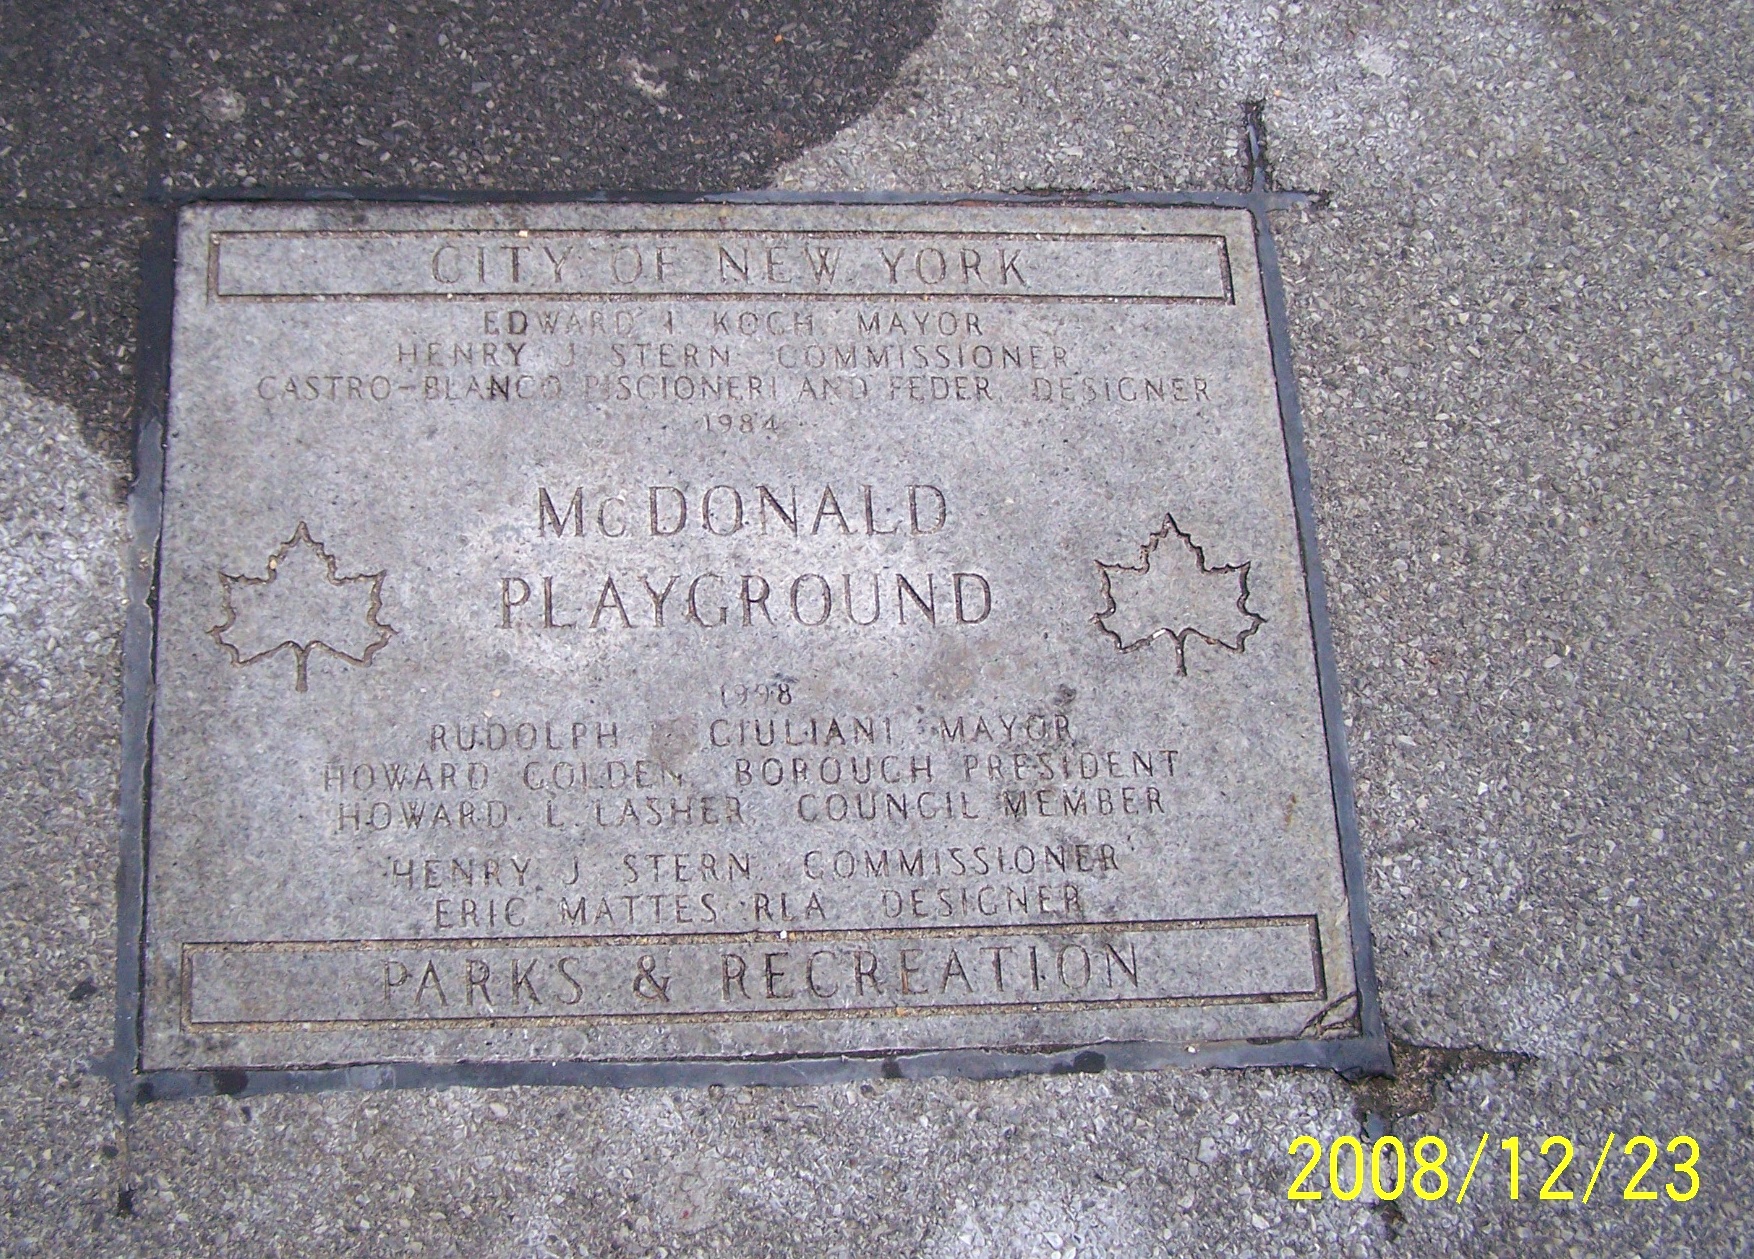 CITY OF NEW YORK
EDWARD I KOCH MAYOR
HENRY J STERN COMMISSIONER
CASTRO-BLANCO PISCIONERI AND FEDER, DESIGNER
1984
McDONALD
PLAYGROUND
1998
RUDOLPH GIULIANI, MAYOR
HOWARD GOLDEN, BOROUGH PRESIDENT
HOWARD L. LASHER, COUNCIL MEMBER
HENRY J STERN COMMISSIONER
ERIC MATTES RLA DESIGNER
PARKS & RECREATION
2008/12/23